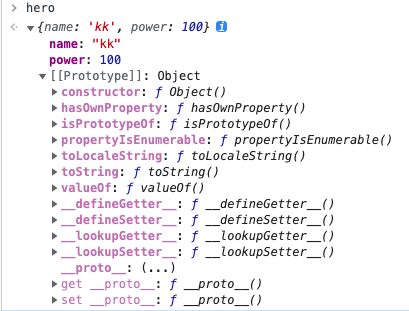 > hero
{name: 'kk', power: 100} i
name: "kk"
power: 100
[[Prototype]]: Object
constructor: ƒ Object()
hasOwnProperty: ƒ hasOwnProperty()
isPrototypeOf: ƒ isPrototypeOf()
propertyIsEnumerable: ƒ propertyIsEnumerable()
toLocaleString: ƒ toLocaleString()
toString: ƒ toString()
valueOf: ƒ valueOf()
__defineGetter__: ƒ __defineGetter__()
__defineSetter__: ƒ __defineSetter__()
__lookupGetter__: ƒ __lookupGetter__()
__lookupSetter__: ƒ __lookupSetter__()
__proto__: (...)
get __proto__: ƒ __proto__()
set __proto__: ƒ __proto__()